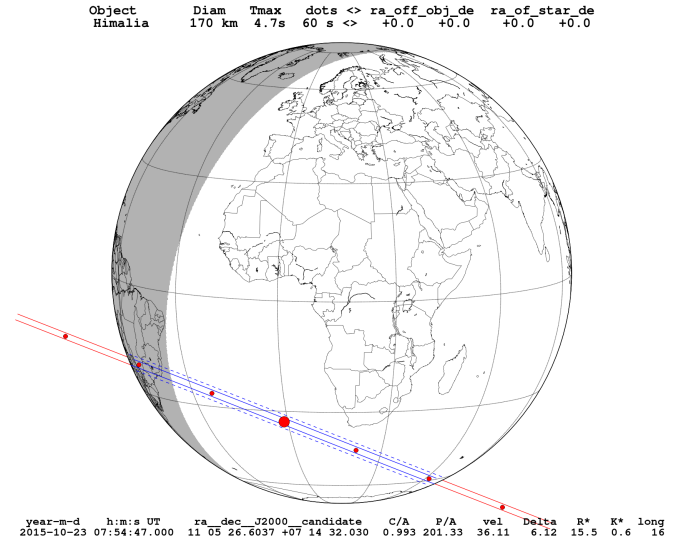 Object Diam Tmax dots <> ra_off_obj_de ra_of_star_de
Himalia 170 km 4.7s 60 s <> +0.0 +0.0 +0.0 +0.0
year-m-d h:m:s UT ra__dec__J2000__candidate C/A P/A vel Delta R* K* long
2015-10-23 07:54:47.000 11 05 26.6037 +07 14 32.030 0.993 201.33 36.11 6.12 15.5 0.6 16